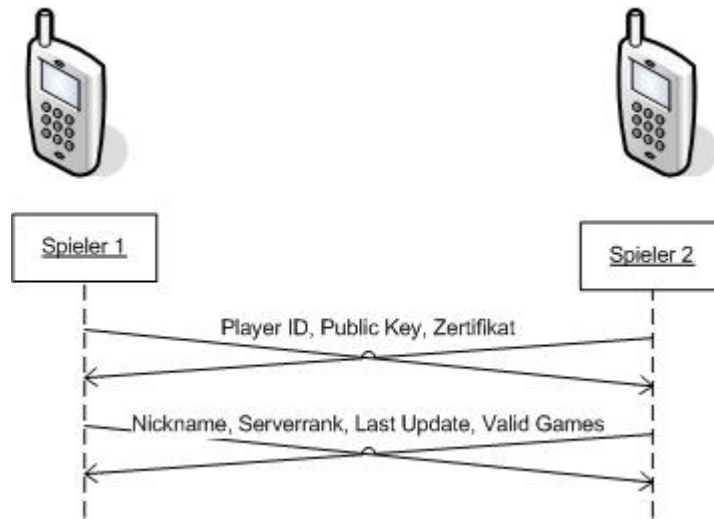 Spieler 1
Spieler 2
Player ID, Public Key, Zertifikat
Nickname, Serverrank, Last Update, Valid Games